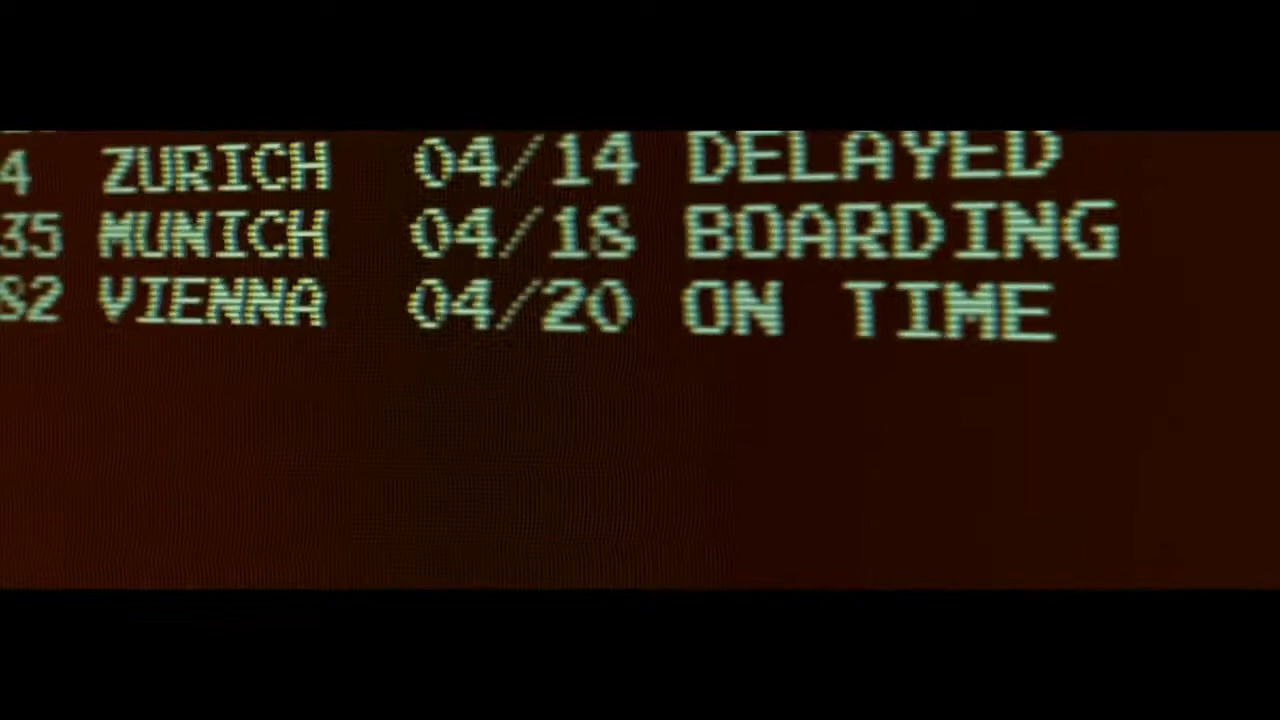 4 ZURICH 04/14 DELAYED
35 MUNICH 04/18 BOARDING
82 VIENNA 04/20 ON TIME